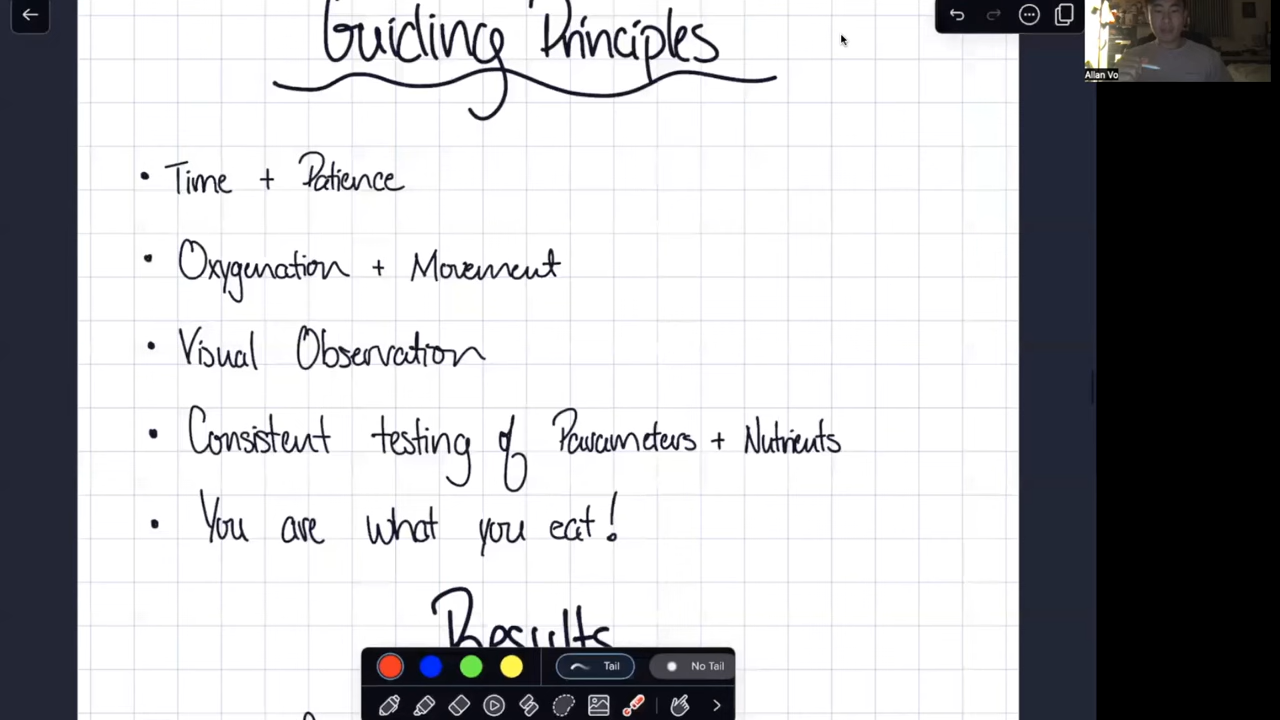 Guiding Principles
Allan Vo
• Time + Patience
• Oxygenation + Movement
• Visual Observation
• Consistent testing of Parameters + Nutrients
• You are what you eat!
Results
Tail
No Tail